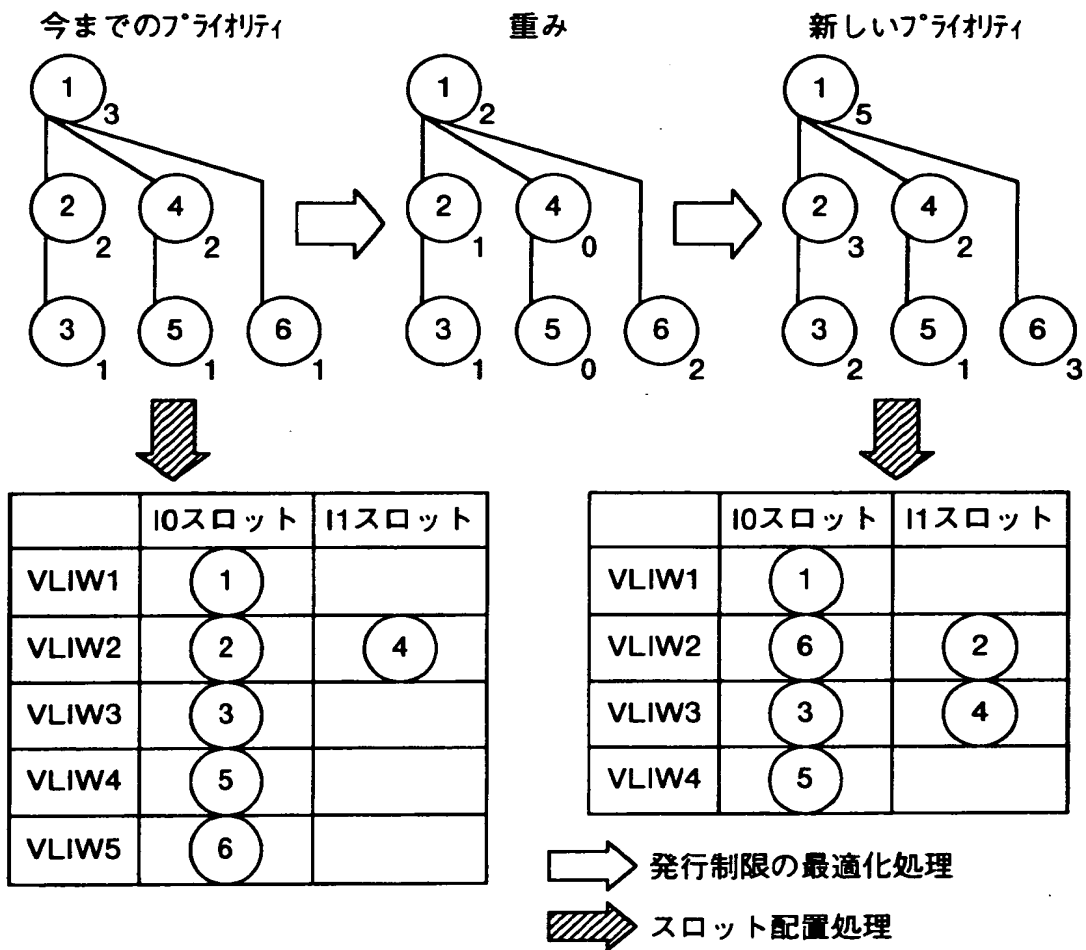 今までのプライオリティ 重み 新しいプライオリティ
1 3 1 2 1 5
2 2 4 2 2 1 4 0 2 3 4 2
3 1 5 1 6 1 3 1 5 0 6 2 3 2 5 1 6 3
I0スロット I1スロット
VLIW1 1
VLIW2 2 4
VLIW3 3
VLIW4 5
VLIW5 6
I0スロット I1スロット
VLIW1 1
VLIW2 6 2
VLIW3 3 4
VLIW4 5
発行制限の最適化処理
スロット配置処理